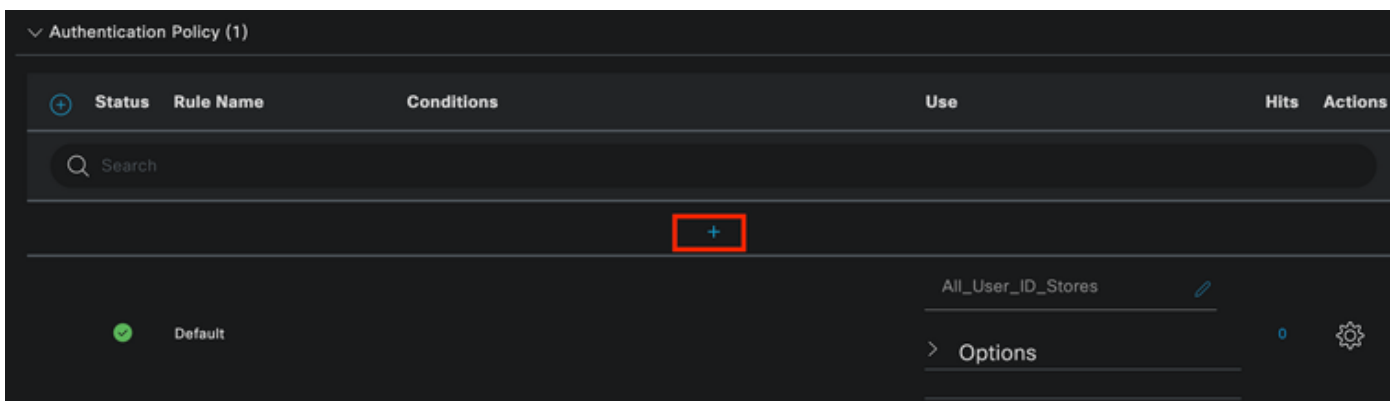 Authentication Policy (1)
Status Rule Name Conditions Use Hits Actions
Search
+
All_User_ID_Stores
Default 0
Options